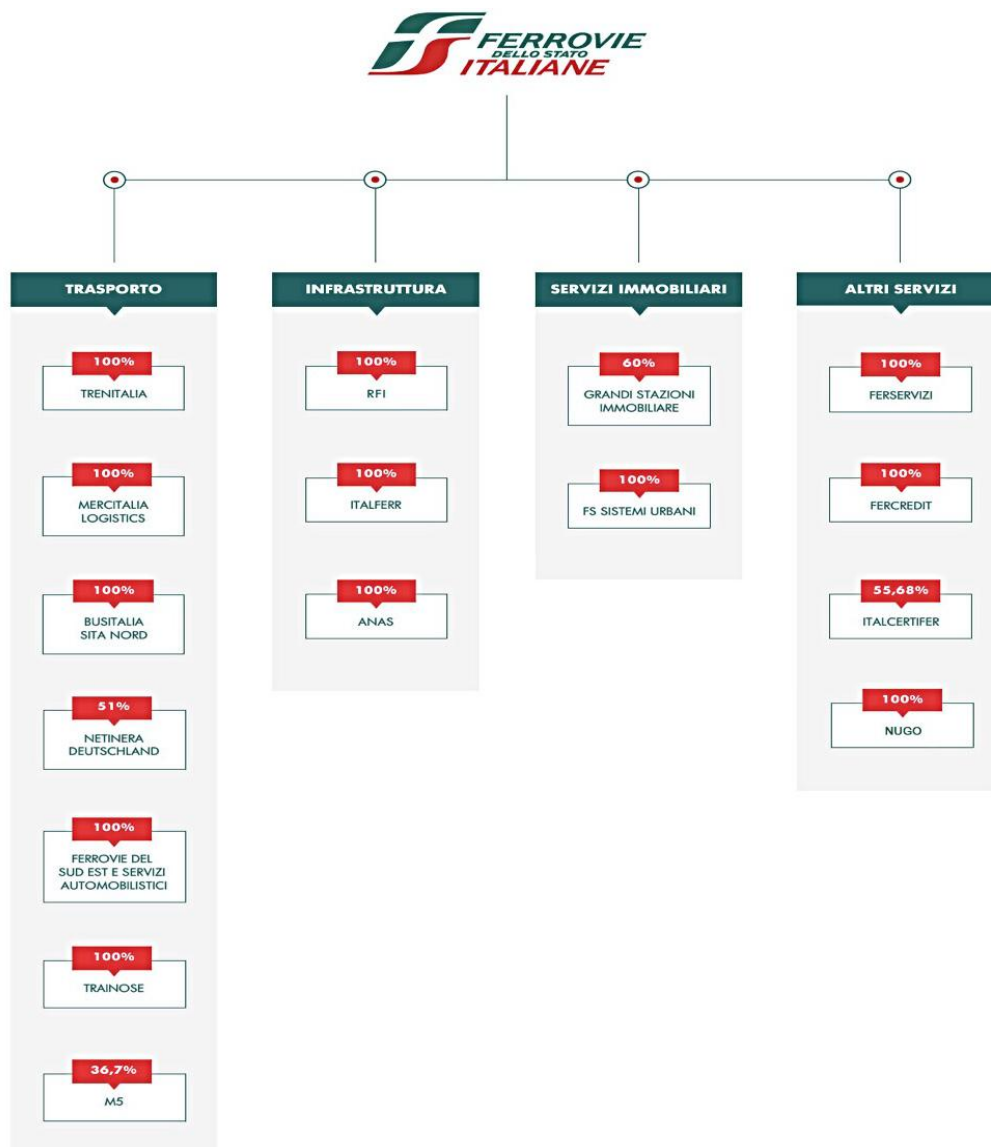 FERROVIE
DELLO STATO
ITALIANE
TRASPORTO
100%
TRENITALIA
100%
MERCITALIA
LOGISTICS
100%
BUSITALIA
SITA NORD
51%
NETINERA
DEUTSCHLAND
100%
FERROVIE DEL
SUD EST E SERVIZI
AUTOMOBILISTICI
100%
TRAINOSE
36,7%
M5
INFRASTRUTTURA
100%
RFI
100%
ITALFERR
100%
ANAS
SERVIZI IMMOBILIARI
60%
GRANDI STAZIONI
IMMOBILIARE
100%
FS SISTEMI URBANI
ALTRI SERVIZI
100%
FERSERVIZI
100%
FERCREDIT
55,68%
ITALCERTIFER
100%
NUGO